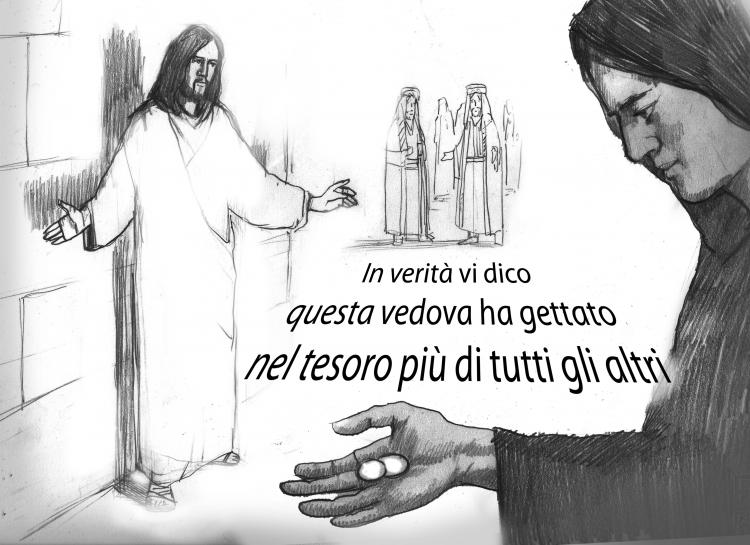 In verità vi dico
questa vedova ha gettato
nel tesoro più di tutti gli altri